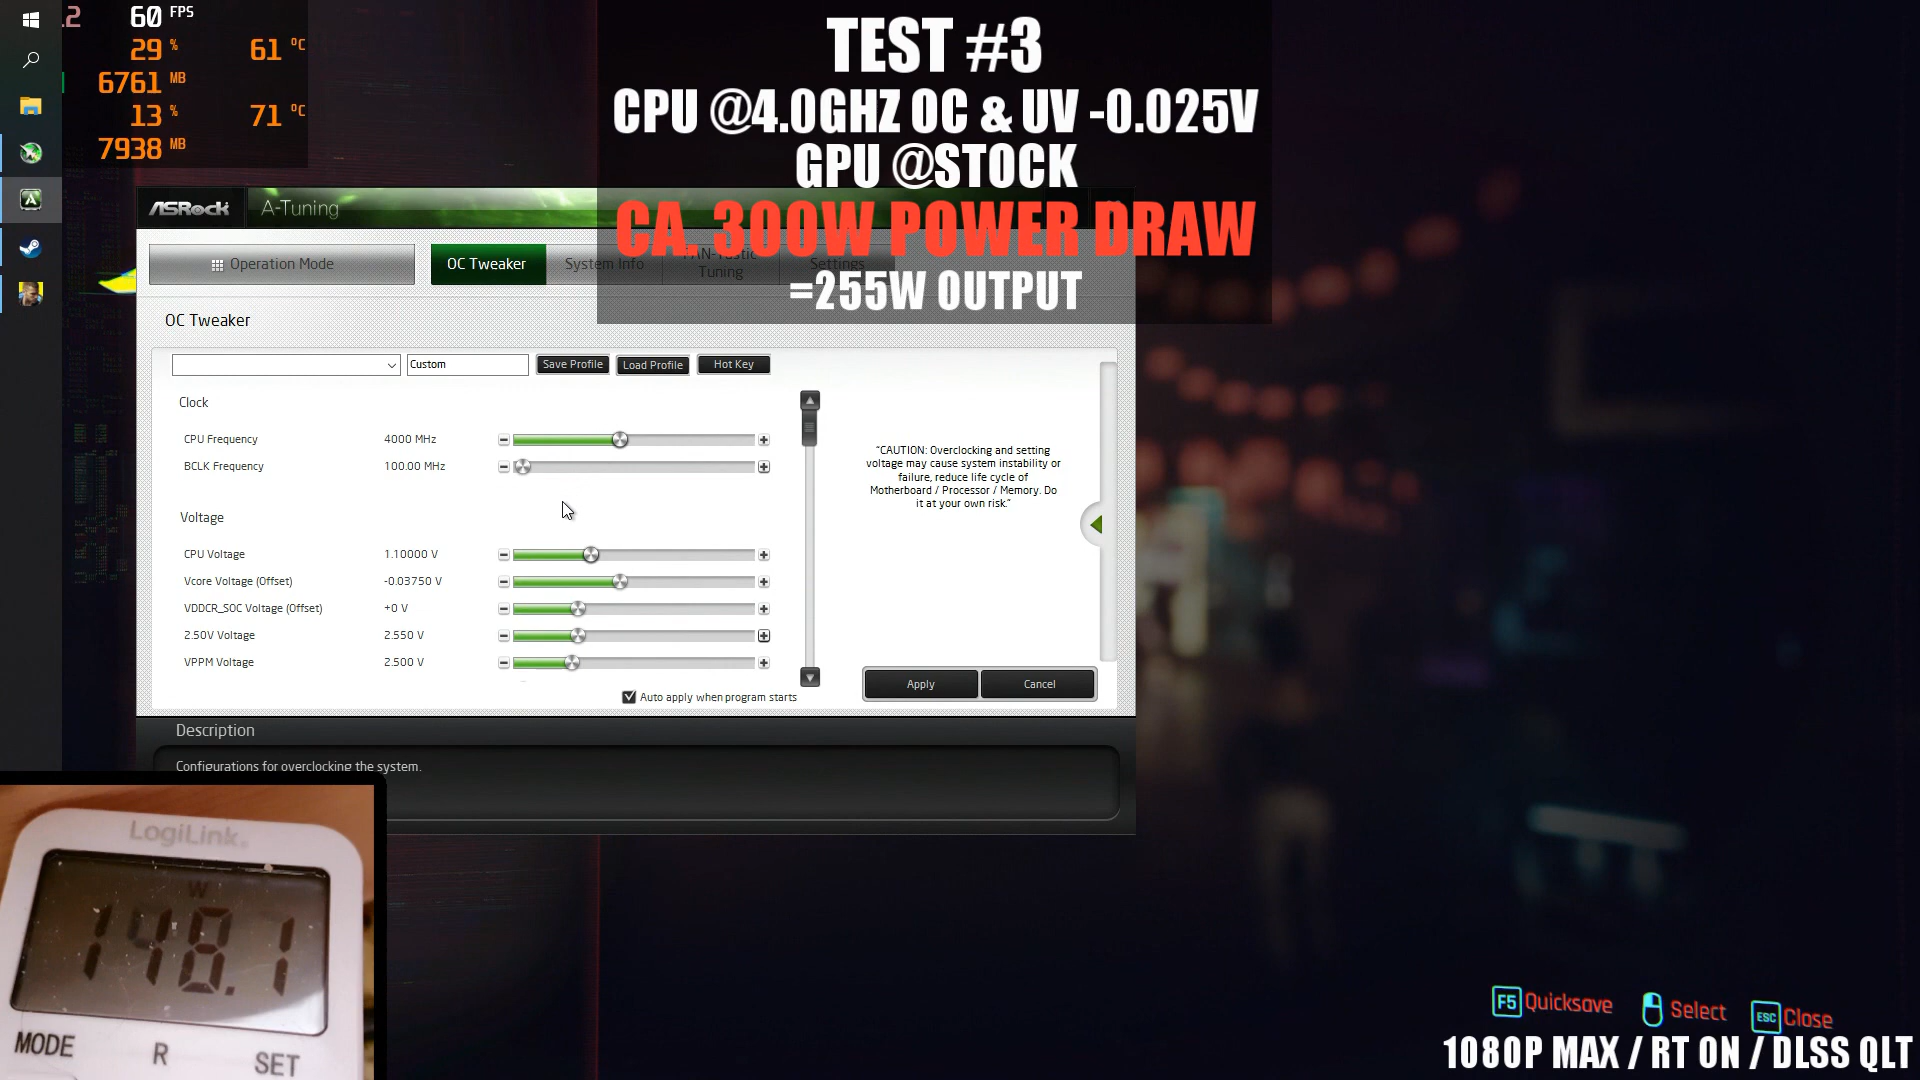 .2 60 FPS
29 % 61 °C
6761 MB
13 % 71 °C
7938 MB
TEST #3
CPU @4.0GHZ OC & UV -0.025V
GPU @STOCK
CA. 300W POWER DRAW
=255W OUTPUT
ASRock A-Tuning
Operation Mode
OC Tweaker
System Info
FAN-Tastic
Tuning
Settings
OC Tweaker
Custom
Save Profile
Load Profile
Hot Key
Clock
CPU Frequency 4000 MHz
BCLK Frequency 100.00 MHz
Voltage
CPU Voltage 1.10000 V
Vcore Voltage (Offset) -0.03750 V
VDDCR_SOC Voltage (Offset) +0 V
2.50V Voltage 2.550 V
VPPM Voltage 2.500 V
Auto apply when program starts
"CAUTION: Overclocking and setting
voltage may cause system instability or
failure, reduce life cycle of
Motherboard / Processor / Memory. Do
it at your own risk."
Apply
Cancel
Description
Configurations for overclocking the system.
LogiLink
W
148.1
MODE R SET
F5 Quicksave
Select
ESC Close
1080P MAX / RT ON / DLSS QLT